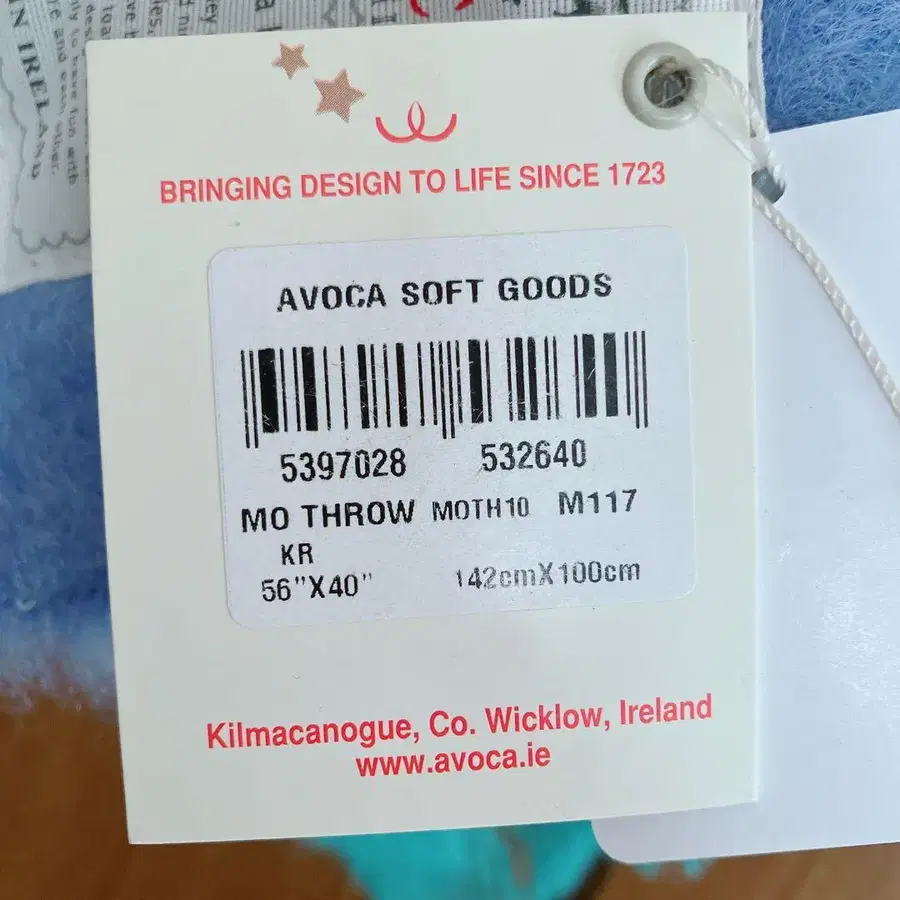 N IRELAND
BRINGING DESIGN TO LIFE SINCE 1723
AVOCA SOFT GOODS
5397028 532640
MO THROW MOTH10 M117
KR
56"X40" 142cmX100cm
Kilmacanogue, Co. Wicklow, Ireland
www.avoca.ie